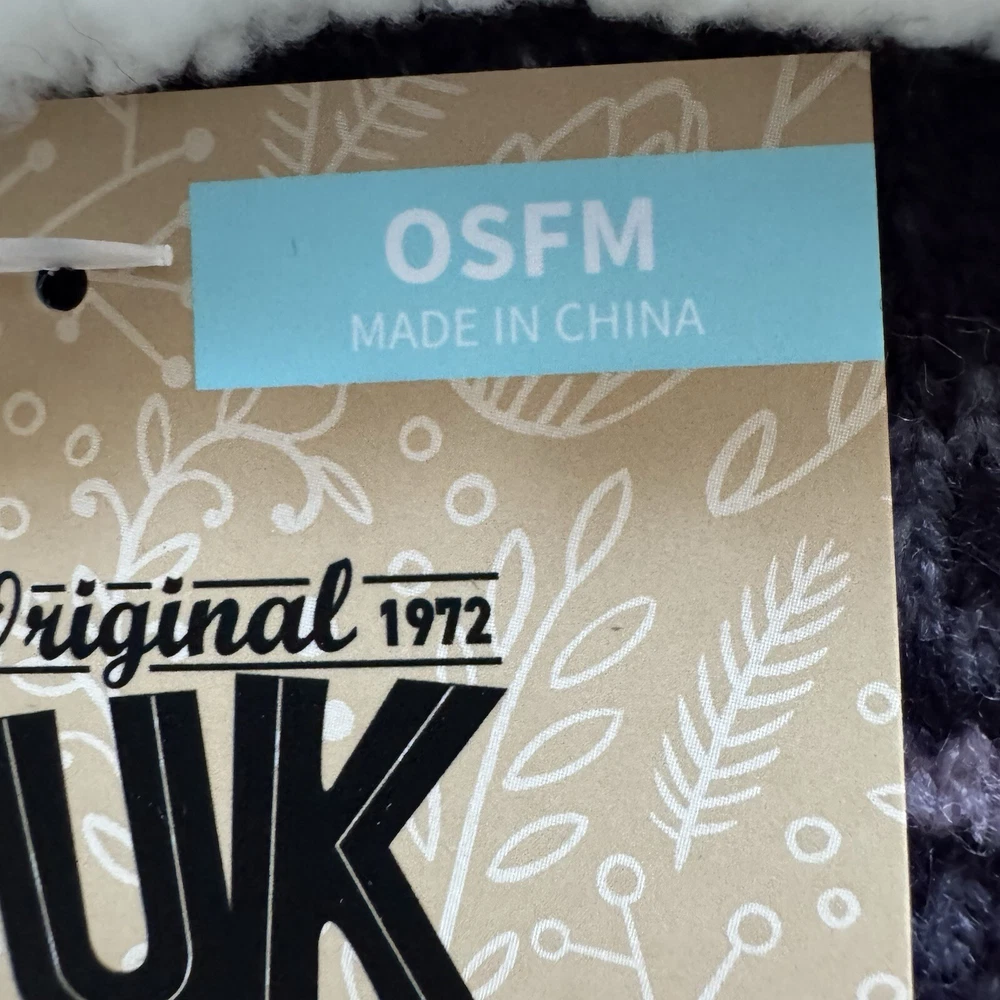 OSFM
MADE IN CHINA
Original 1972
UK